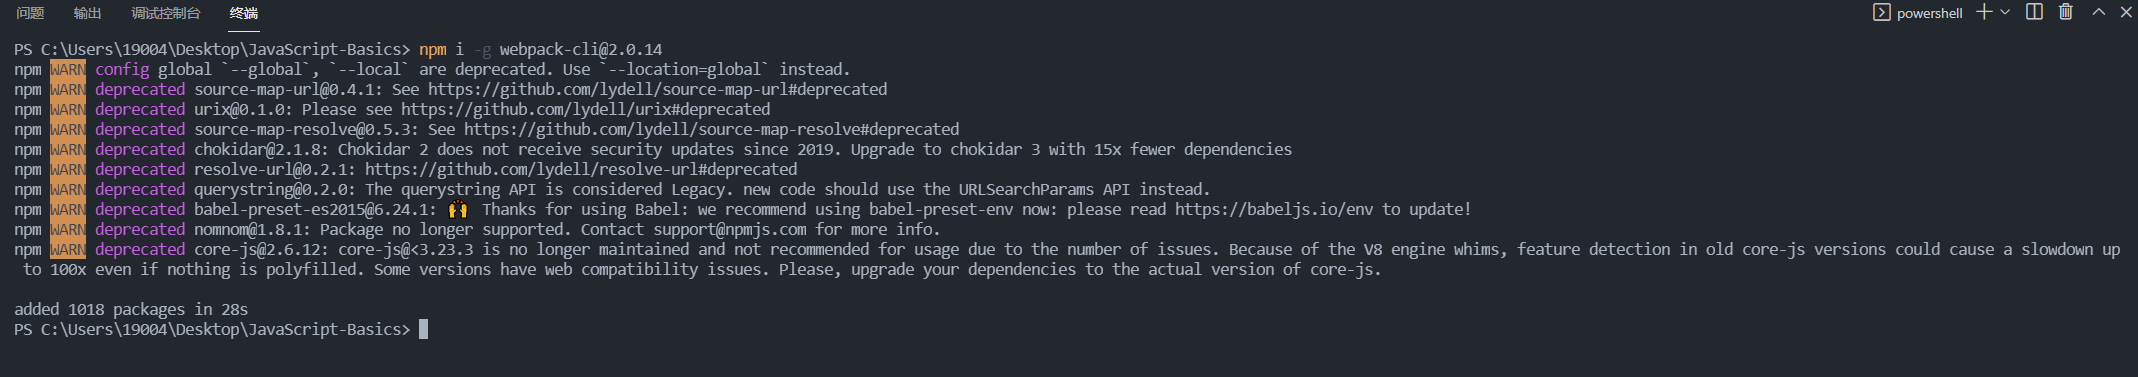 问题 输出 调试控制台 终端 powershell
PS C:\Users\19004\Desktop\JavaScript-Basics> npm i -g webpack-cli@2.0.14
npm WARN config global `--global`, `--local` are deprecated. Use `--location=global` instead.
npm WARN deprecated source-map-url@0.4.1: See https://github.com/lydell/source-map-url#deprecated
npm WARN deprecated urix@0.1.0: Please see https://github.com/lydell/urix#deprecated
npm WARN deprecated source-map-resolve@0.5.3: See https://github.com/lydell/source-map-resolve#deprecated
npm WARN deprecated chokidar@2.1.8: Chokidar 2 does not receive security updates since 2019. Upgrade to chokidar 3 with 15x fewer dependencies
npm WARN deprecated resolve-url@0.2.1: https://github.com/lydell/resolve-url#deprecated
npm WARN deprecated querystring@0.2.0: The querystring API is considered Legacy. new code should use the URLSearchParams API instead.
npm WARN deprecated babel-preset-es2015@6.24.1: 🙌 Thanks for using Babel: we recommend using babel-preset-env now: please read https://babeljs.io/env to update!
npm WARN deprecated nomnom@1.8.1: Package no longer supported. Contact support@npmjs.com for more info.
npm WARN deprecated core-js@2.6.12: core-js@<3.23.3 is no longer maintained and not recommended for usage due to the number of issues. Because of the V8 engine whims, feature detection in old core-js versions could cause a slowdown up
to 100x even if nothing is polyfilled. Some versions have web compatibility issues. Please, upgrade your dependencies to the actual version of core-js.
added 1018 packages in 28s
PS C:\Users\19004\Desktop\JavaScript-Basics>